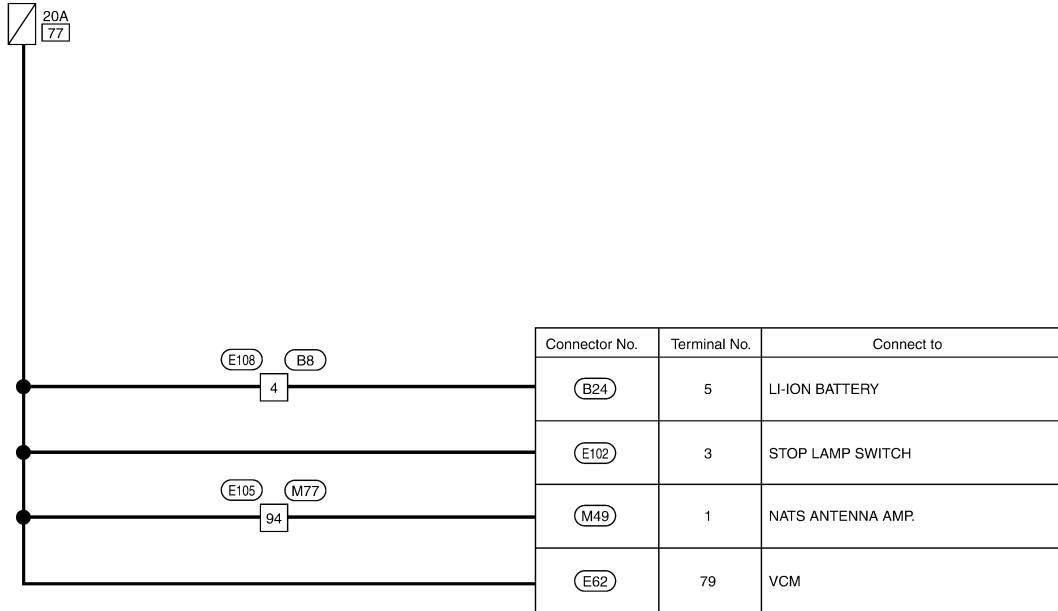 20A
77
E108 B8
4
E105 M77
94
Connector No. Terminal No. Connect to
B24 5 LI-ION BATTERY
E102 3 STOP LAMP SWITCH
M49 1 NATS ANTENNA AMP.
E62 79 VCM